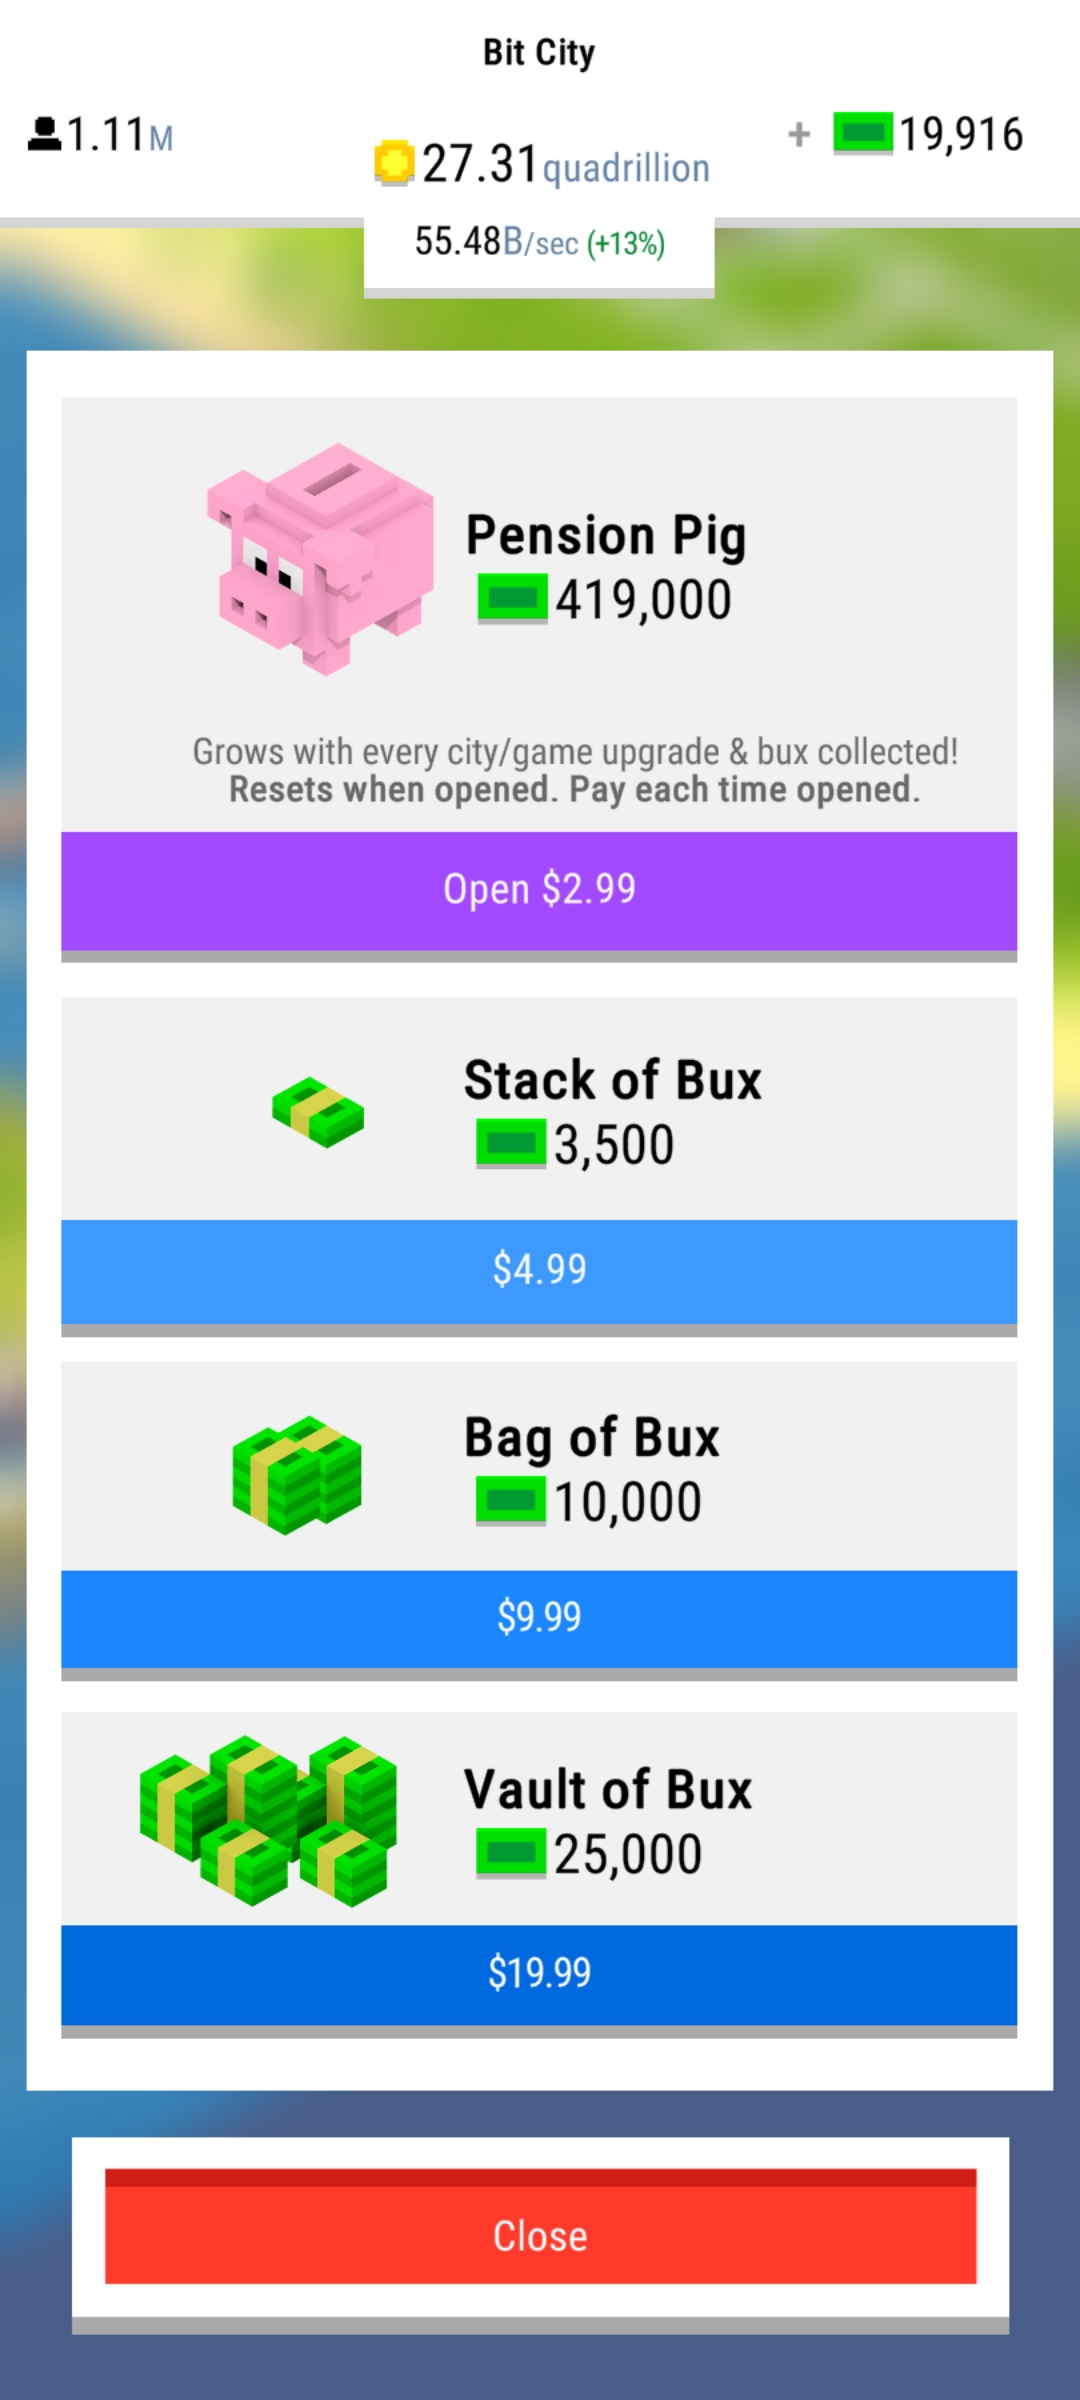 Bit City
1.11M
27.31quadrillion
+ 19,916
55.48B/sec (+13%)
Pension Pig
419,000
Grows with every city/game upgrade & bux collected!
Resets when opened. Pay each time opened.
Open $2.99
Stack of Bux
3,500
$4.99
Bag of Bux
10,000
$9.99
Vault of Bux
25,000
$19.99
Close